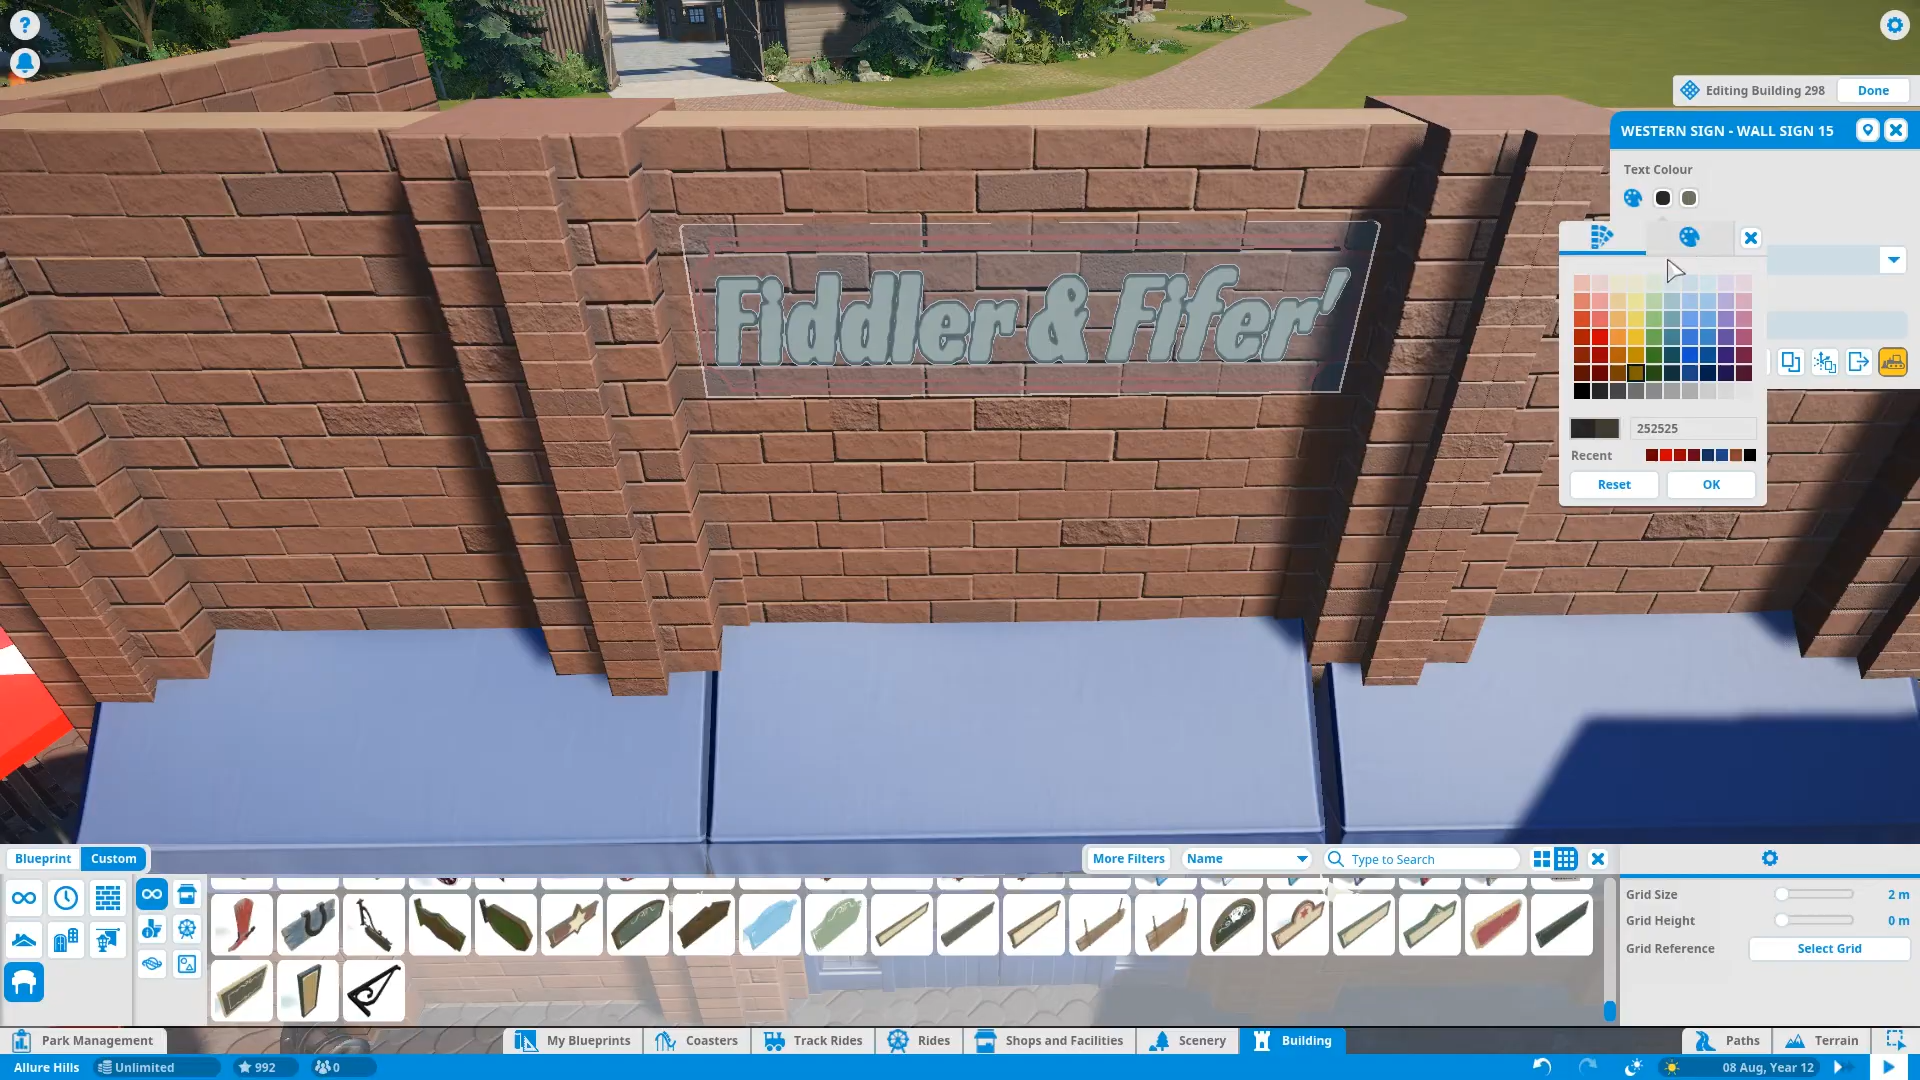 ?
Editing Building 298
Done
WESTERN SIGN - WALL SIGN 15
Text Colour
Fiddler & Fifer'
252525
Recent
Reset
OK
Blueprint
Custom
More Filters
Name
Type to Search
Grid Size
2 m
Grid Height
0 m
Grid Reference
Select Grid
Park Management
My Blueprints
Coasters
Track Rides
Rides
Shops and Facilities
Scenery
Building
Paths
Terrain
Allure Hills
Unlimited
992
0
08 Aug, Year 12